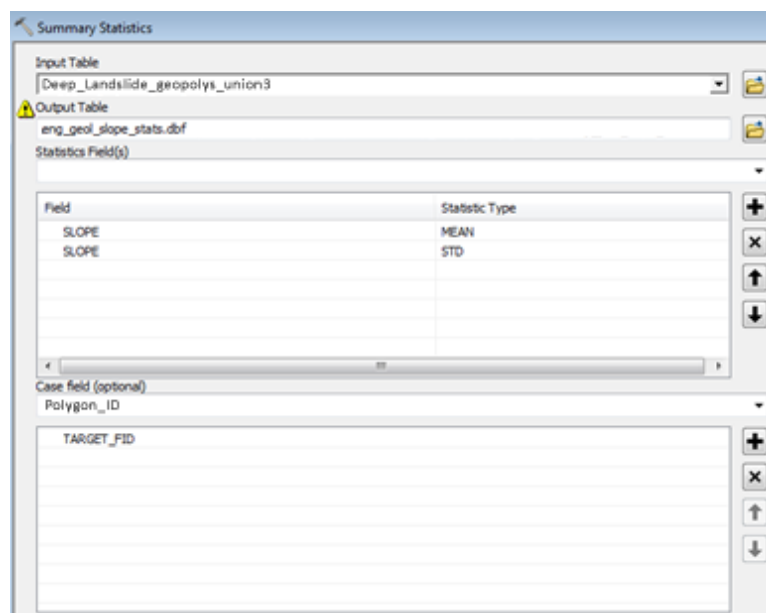 Summary Statistics
Input Table
Deep_Landslide_geopolys_union3
Output Table
eng_geol_slope_stats.dbf
Statistics Field(s)
Field Statistic Type
SLOPE MEAN
SLOPE STD
Case field (optional)
Polygon_ID
TARGET_FID